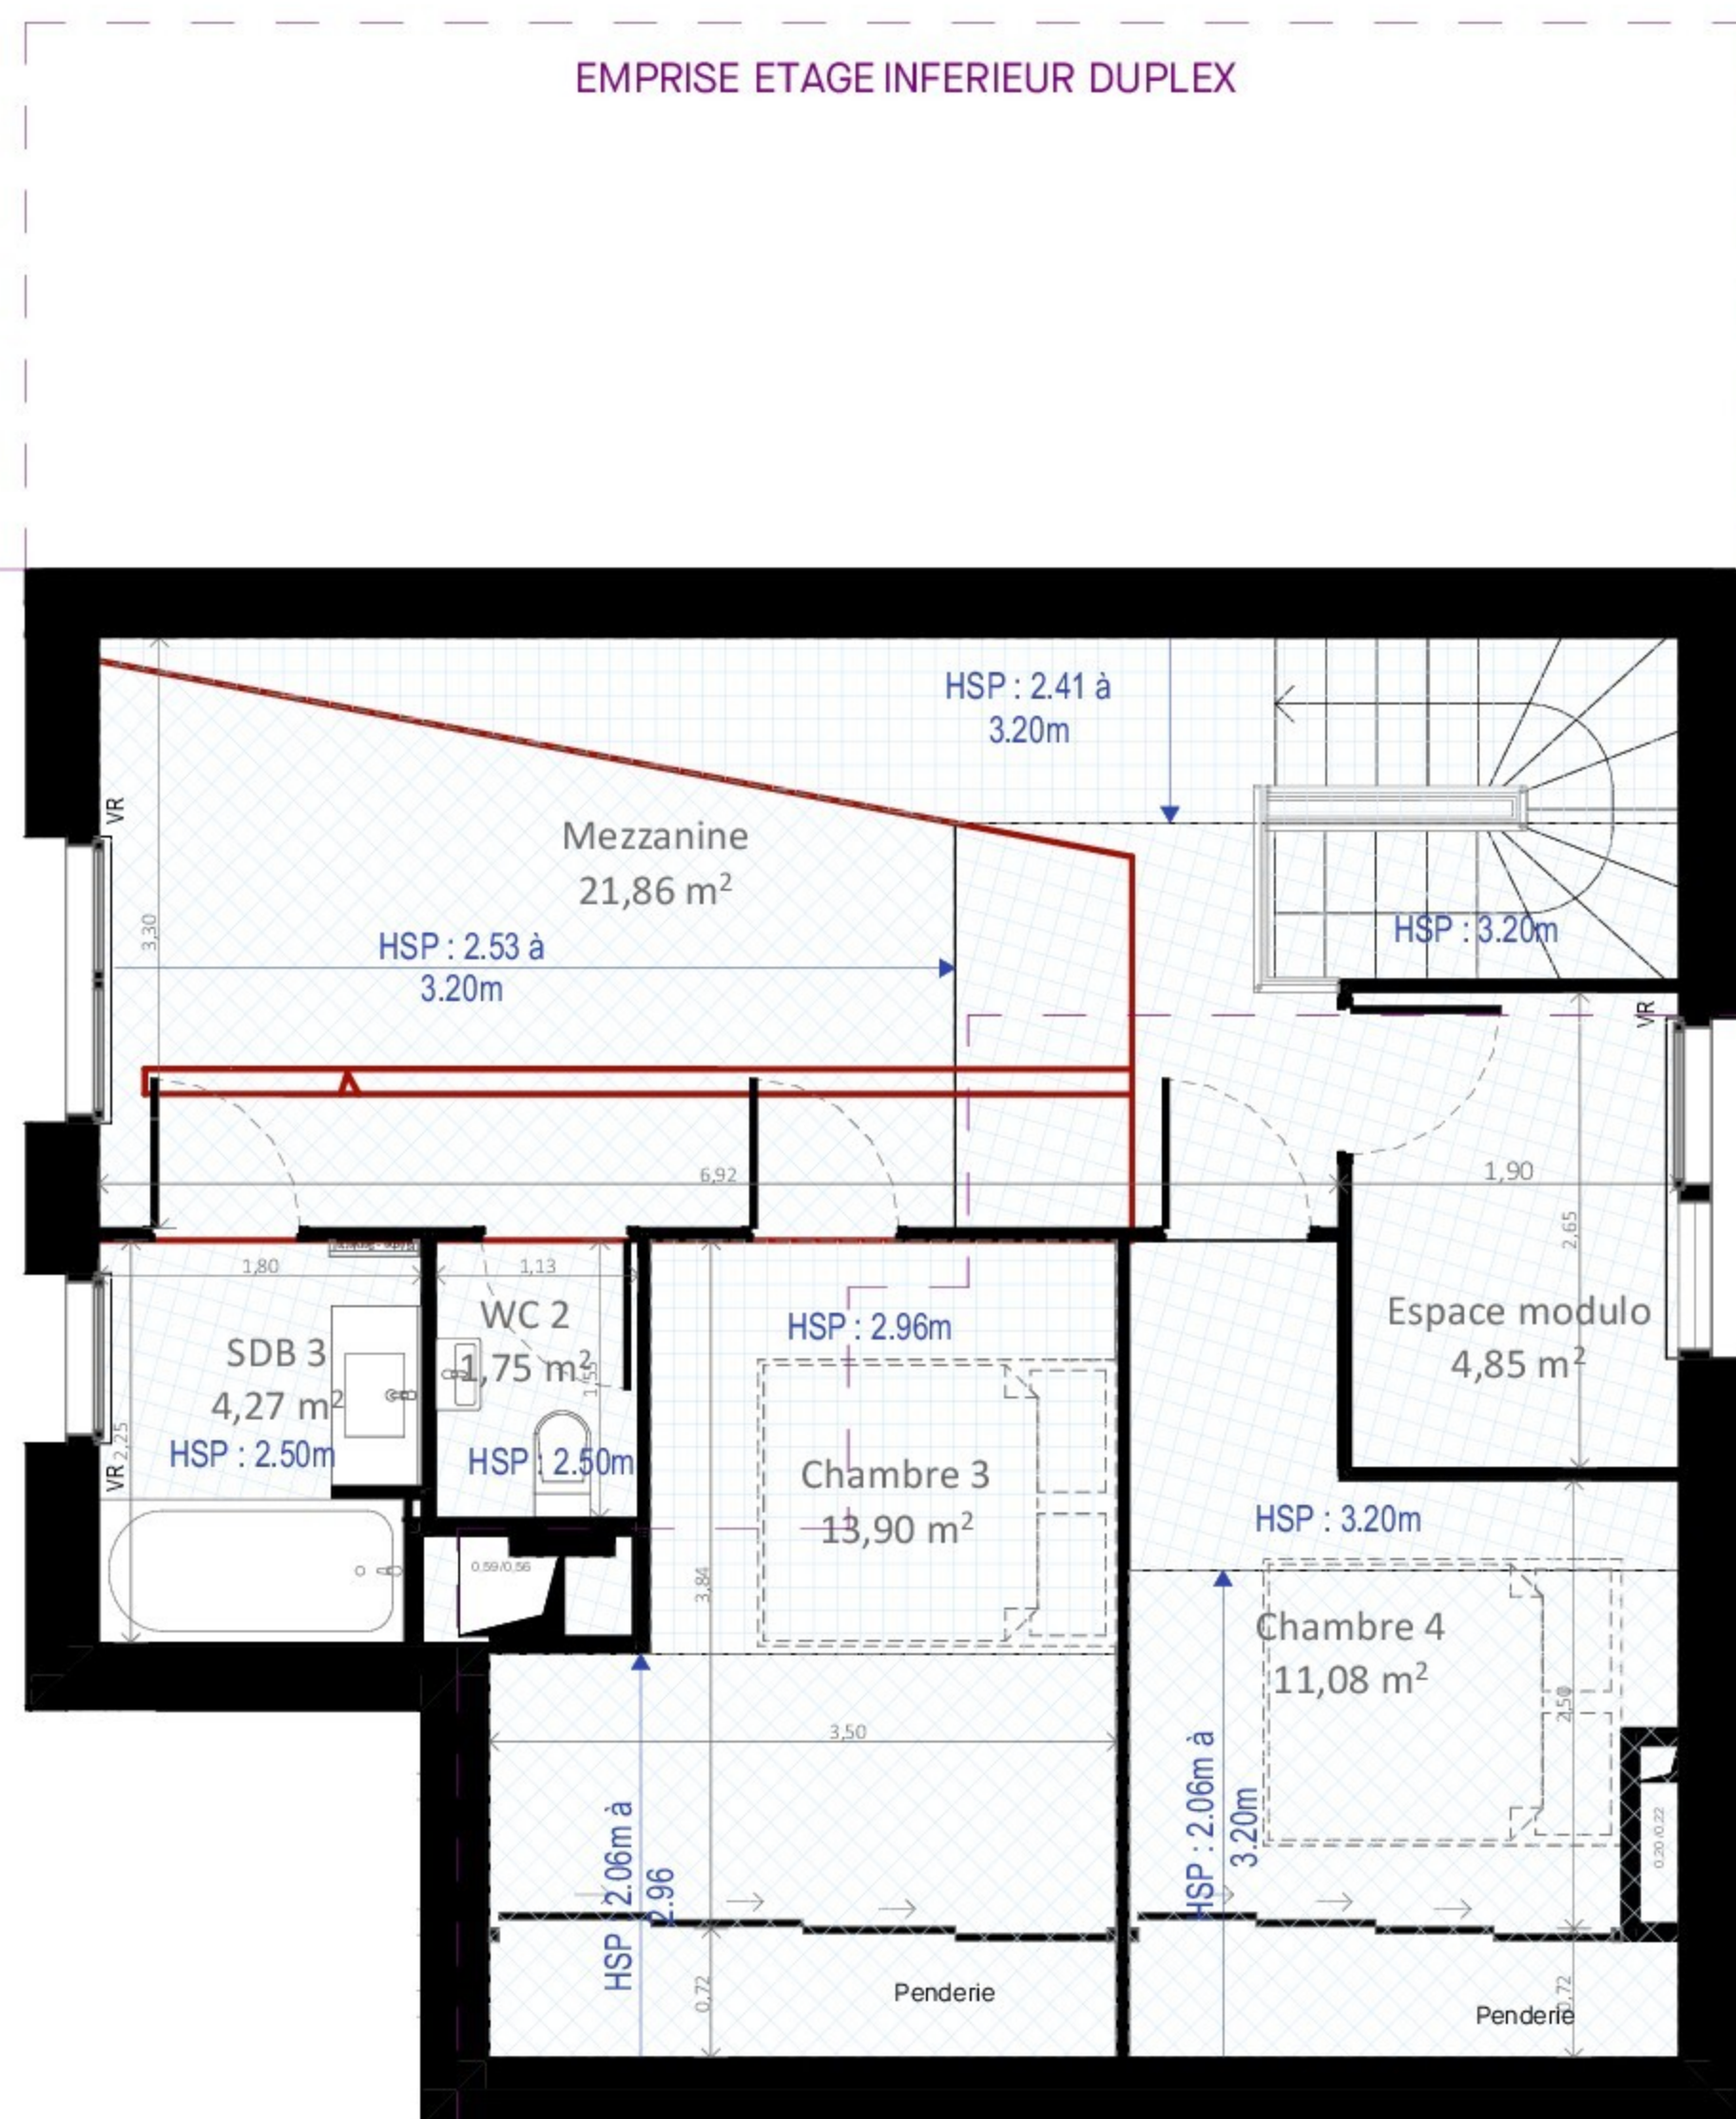 EMPRISE ETAGE INFERIEUR DUPLEX
HSP : 2.41 à
3.20m
VR
Mezzanine
21,86 m²
3,30
HSP : 2.53 à
3.20m
HSP : 3.20m
VR
6,92
1,90
2,65
1,80
1,13
WC 2
1,75 m²
1,55
HSP : 2.50m
SDB 3
4,27 m²
HSP : 2.50m
2,25
VR
HSP : 2.96m
Espace modulo
4,85 m²
Chambre 3
13,90 m²
HSP : 3.20m
0,59/0,56
3,84
Chambre 4
11,08 m²
2,50
3,50
HSP : 2.06m à
2.96
HSP : 2.06m à
3.20m
0,20 /0,22
0,72
Penderie
0,72
Penderie